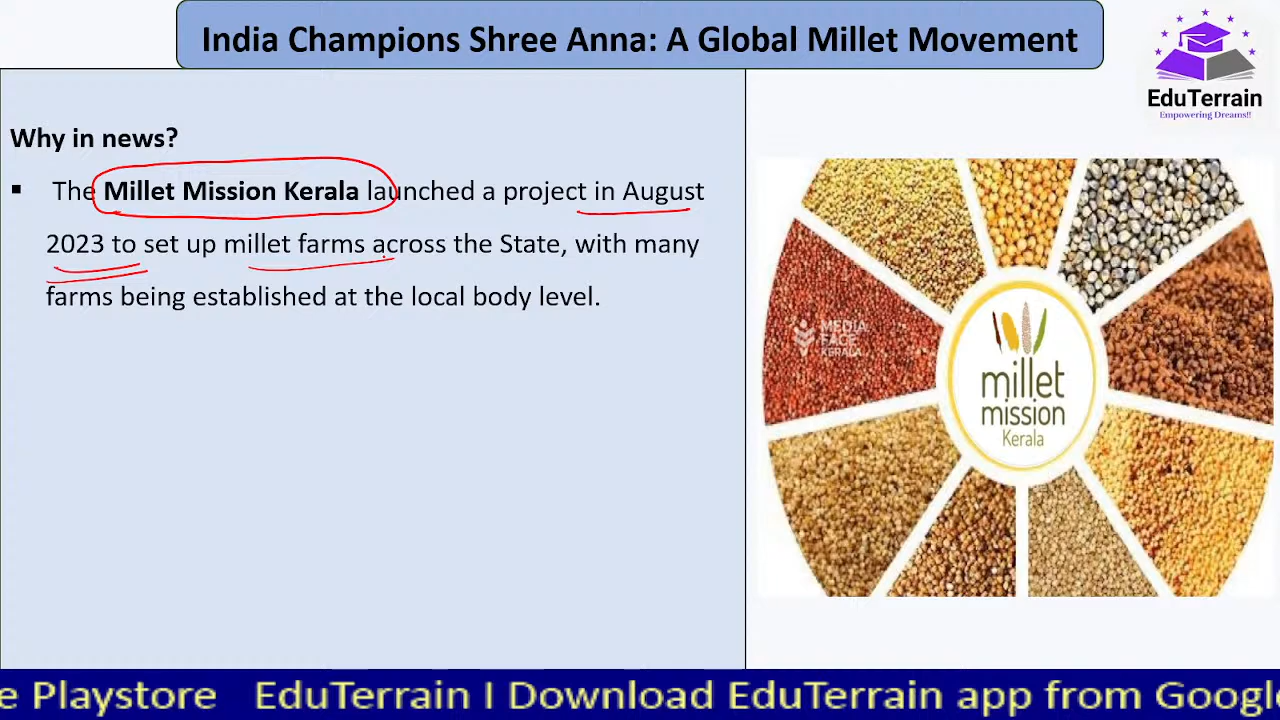 India Champions Shree Anna: A Global Millet Movement
EduTerrain
Empowering Dreams!!
Why in news?
▪ The Millet Mission Kerala launched a project in August
2023 to set up millet farms across the State, with many
farms being established at the local body level.
MEDIA
FACE
KERALA
millet
mission
Kerala
e Playstore EduTerrain I Download EduTerrain app from Google